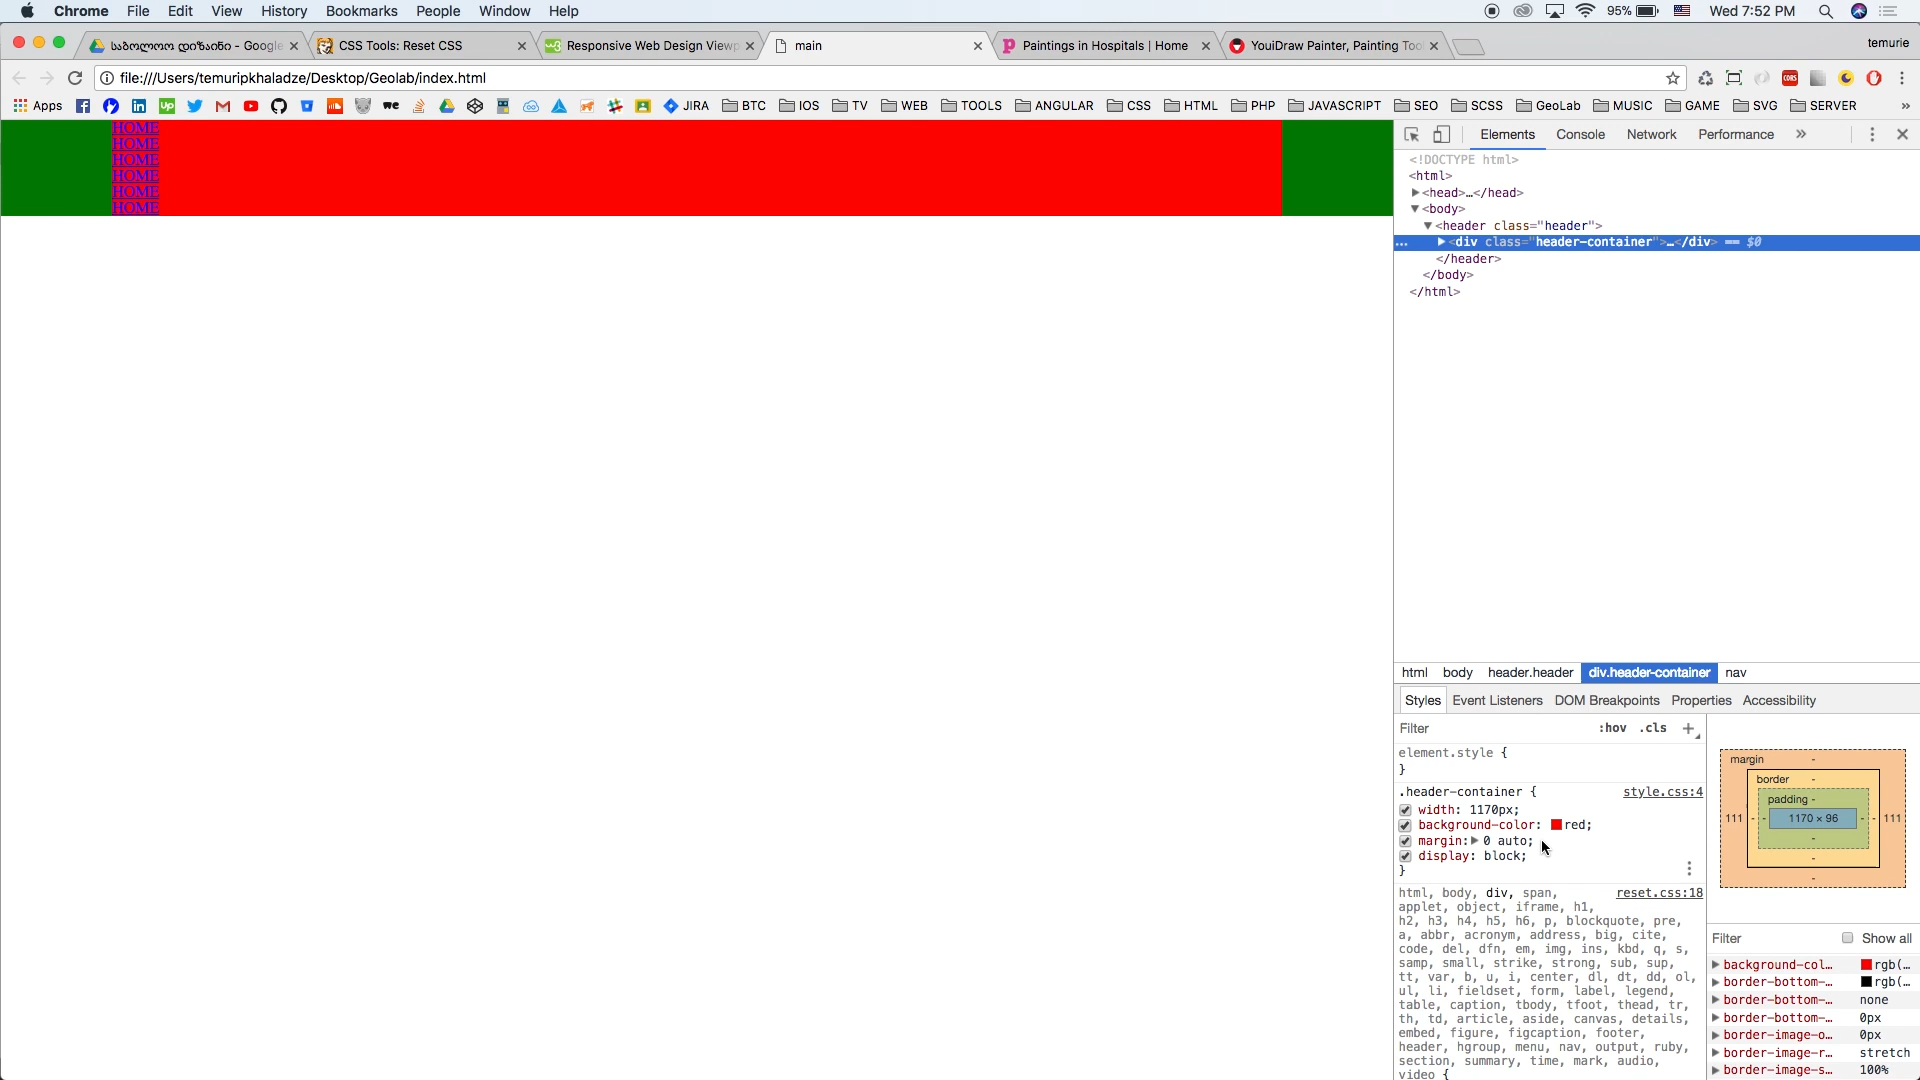 Chrome File Edit View History Bookmarks People Window Help 95% Wed 7:52 PM
საბოლოო დიზაინი - Google CSS Tools: Reset CSS Responsive Web Design Viewp main Paintings in Hospitals | Home YouiDraw Painter, Painting Too temurie
file:///Users/temuripkhaladze/Desktop/Geolab/index.html
Apps JIRA BTC IOS TV WEB TOOLS ANGULAR CSS HTML PHP JAVASCRIPT SEO SCSS GeoLab MUSIC GAME SVG SERVER »
HOME
HOME
HOME
HOME
HOME
HOME
Elements Console Network Performance »
<!DOCTYPE html>
<html>
<head>…</head>
<body>
<header class="header">
… <div class="header-container">…</div> == $0
</header>
</body>
</html>
html body header.header div.header-container nav
Styles Event Listeners DOM Breakpoints Properties Accessibility
Filter :hov .cls +
element.style {
}
.header-container { style.css:4
width: 1170px;
background-color: red;
margin: 0 auto;
display: block;
}
html, body, div, span, reset.css:18
applet, object, iframe, h1,
h2, h3, h4, h5, h6, p, blockquote, pre,
a, abbr, acronym, address, big, cite,
code, del, dfn, em, img, ins, kbd, q, s,
samp, small, strike, strong, sub, sup,
tt, var, b, u, i, center, dl, dt, dd, ol,
ul, li, fieldset, form, label, legend,
table, caption, tbody, tfoot, thead, tr,
th, td, article, aside, canvas, details,
embed, figure, figcaption, footer,
header, hgroup, menu, nav, output, ruby,
section, summary, time, mark, audio,
video {
margin -
border -
padding -
111 - - 1170 × 96 - - 111
-
-
-
Filter Show all
background-col… rgb(…
border-bottom-… rgb(…
border-bottom-… none
border-bottom-… 0px
border-image-o… 0px
border-image-r… stretch
border-image-s… 100%